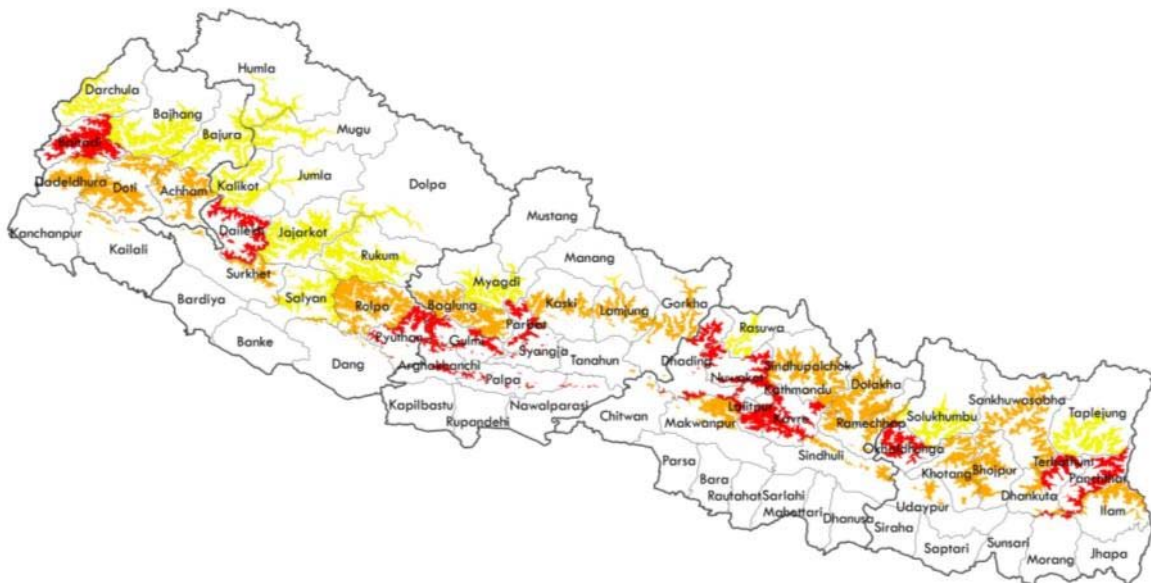 Humla
Darchula
Bajhang
Mugu
Bajura
Baitadi
Jumla
Dadeldhura
Doti
Achham
Kalikot
Dolpa
Mustang
Kanchanpur
Dailekh
Jajarkot
Kailali
Manang
Rukum
Surkhet
Myagdi
Bardiya
Salyan
Rolpa
Baglung
Kaski
Gorkha
Lamjung
Parbat
Rasuwa
Banke
Pyuthan
Gulmi
Syangja
Tanahun
Dhading
Dang
Arghakhanchi
Palpa
Nuwakot
Sindhupalchok
Kathmandu
Dolakha
Sankhuwasabha
Kapilbastu
Nawalparasi
Chitwan
Lalitpur
Kavre
Solukhumbu
Taplejung
Rupandehi
Makwanpur
Ramechhap
Okhaldhunga
Sindhuli
Terhathum
Parsa
Khotang
Bhojpur
Panchthar
Bara
Dhankuta
Rautahat
Sarlahi
Udaypur
Ilam
Mahottari
Dhanusa
Siraha
Saptari
Sunsari
Morang
Jhapa